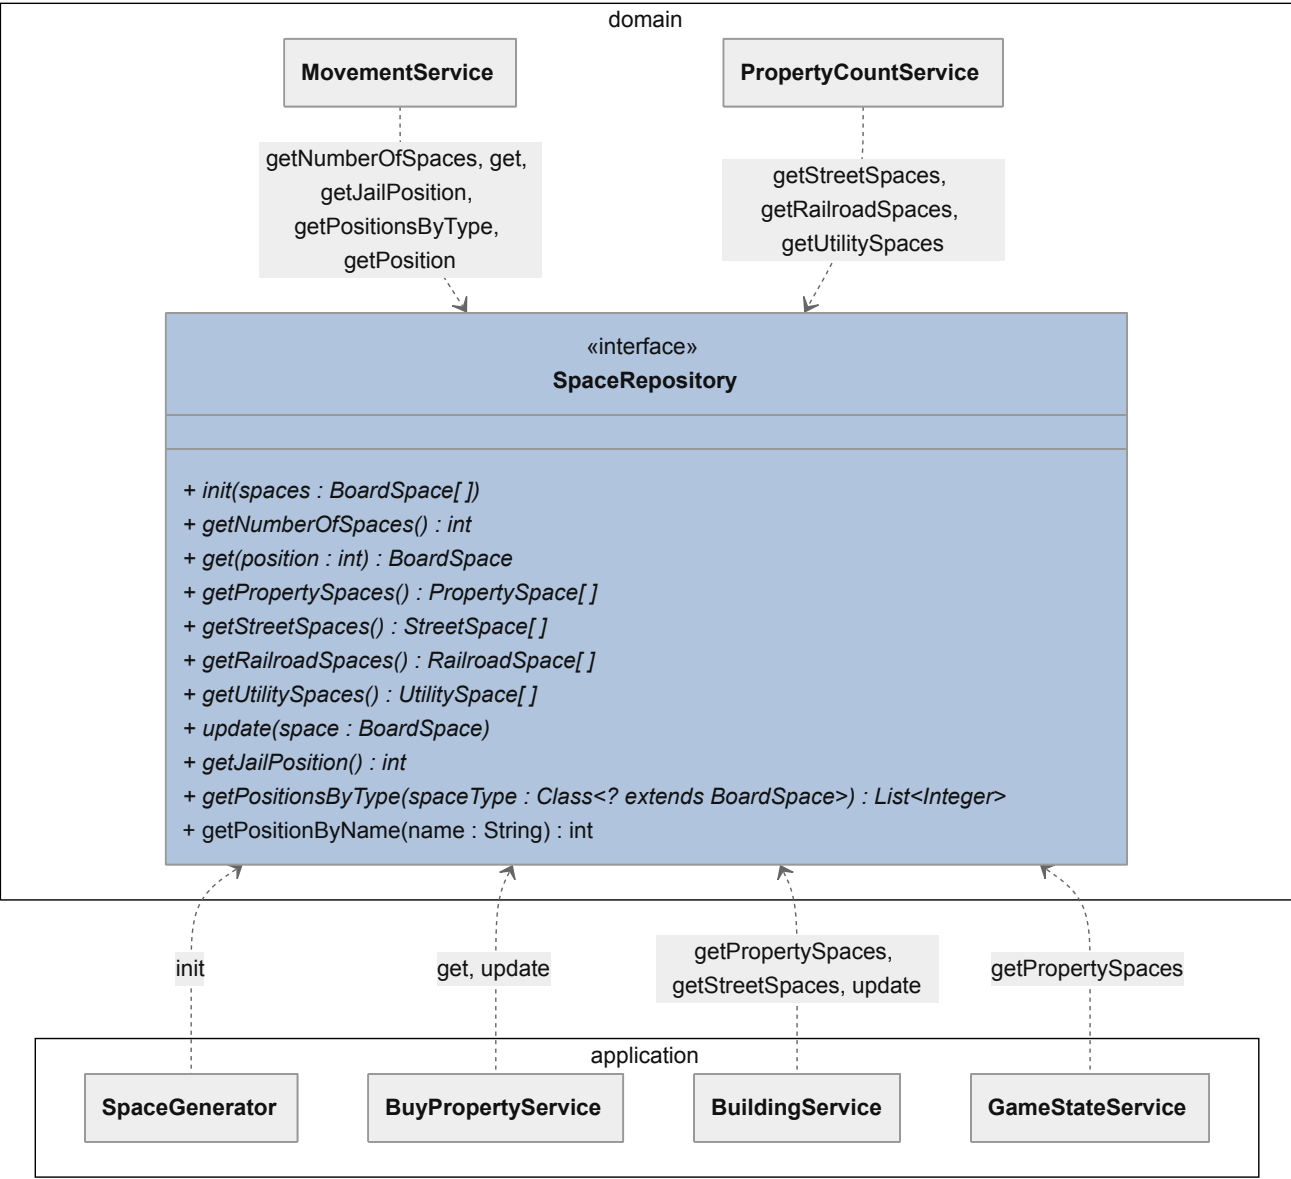 domain
MovementService
PropertyCountService
getNumberOfSpaces, get,
getJailPosition,
getPositionsByType,
getPosition
getStreetSpaces,
getRailroadSpaces,
getUtilitySpaces
«interface»
SpaceRepository
+ init(spaces : BoardSpace[ ])
+ getNumberOfSpaces() : int
+ get(position : int) : BoardSpace
+ getPropertySpaces() : PropertySpace[ ]
+ getStreetSpaces() : StreetSpace[ ]
+ getRailroadSpaces() : RailroadSpace[ ]
+ getUtilitySpaces() : UtilitySpace[ ]
+ update(space : BoardSpace)
+ getJailPosition() : int
+ getPositionsByType(spaceType : Class<? extends BoardSpace>) : List<Integer>
+ getPositionByName(name : String) : int
init
get, update
getPropertySpaces,
getStreetSpaces, update
getPropertySpaces
application
SpaceGenerator
BuyPropertyService
BuildingService
GameStateService